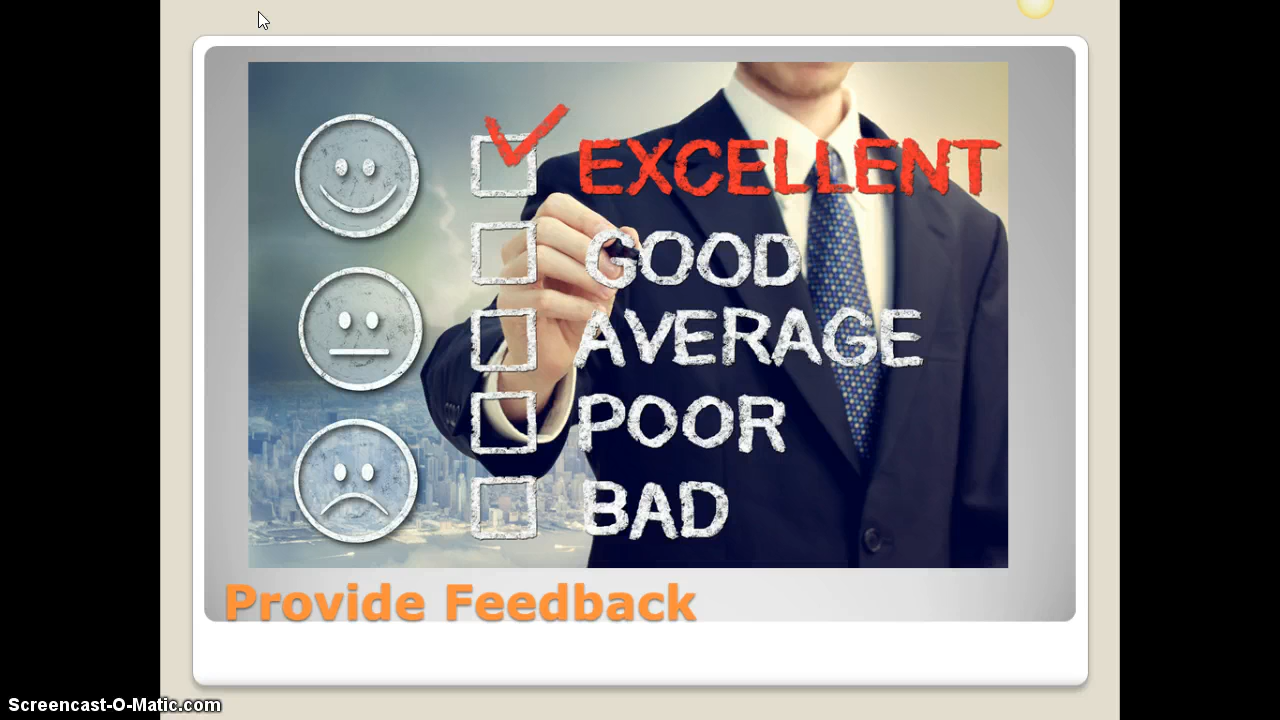 EXCELLENT
GOOD
AVERAGE
POOR
BAD
Provide Feedback
Screencast-O-Matic.com